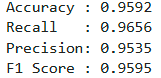 Accuracy : 0.9592
Recall   : 0.9656
Precision: 0.9535
F1 Score : 0.9595